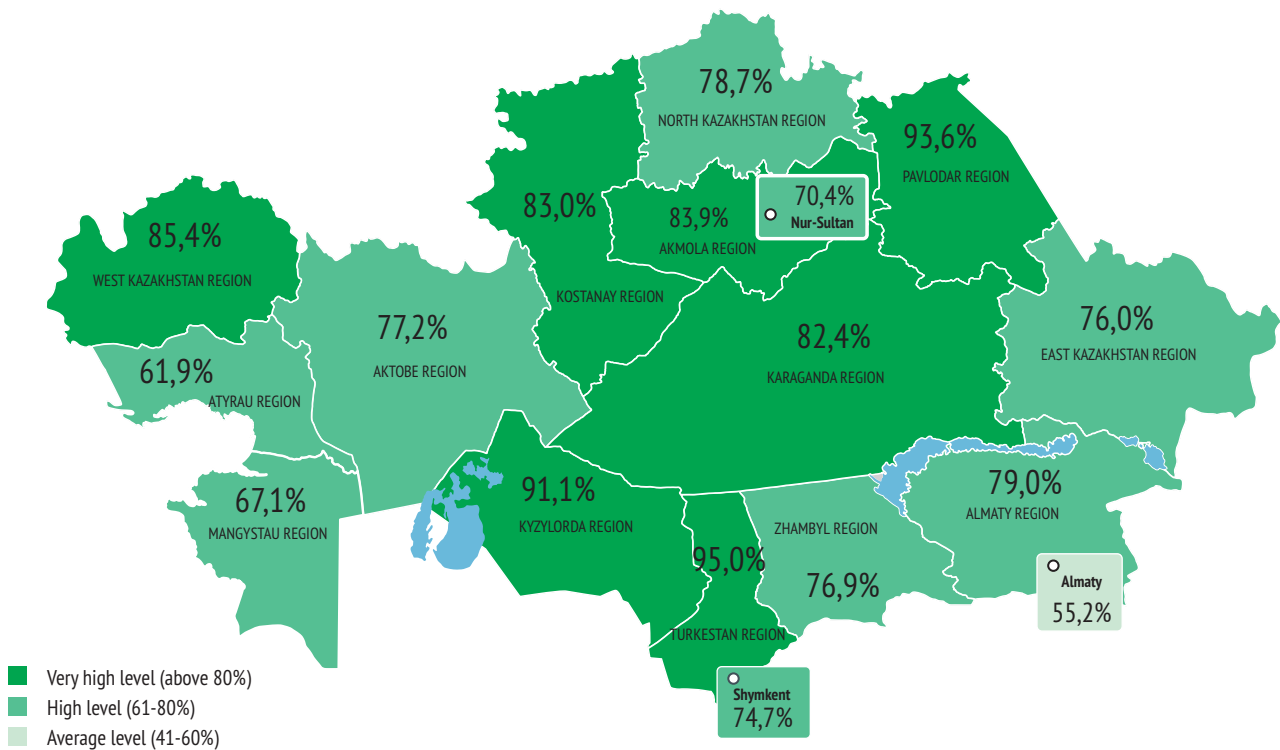 78,7%
NORTH KAZAKHSTAN REGION
93,6%
PAVLODAR REGION
83,0%
KOSTANAY REGION
83,9%
AKMOLA REGION
70,4%
Nur-Sultan
85,4%
WEST KAZAKHSTAN REGION
77,2%
AKTOBE REGION
82,4%
KARAGANDA REGION
76,0%
EAST KAZAKHSTAN REGION
61,9%
ATYRAU REGION
67,1%
MANGYSTAU REGION
91,1%
KYZYLORDA REGION
95,0%
TURKESTAN REGION
ZHAMBYL REGION
76,9%
79,0%
ALMATY REGION
Almaty
55,2%
Shymkent
74,7%
Very high level (above 80%)
High level (61-80%)
Average level (41-60%)